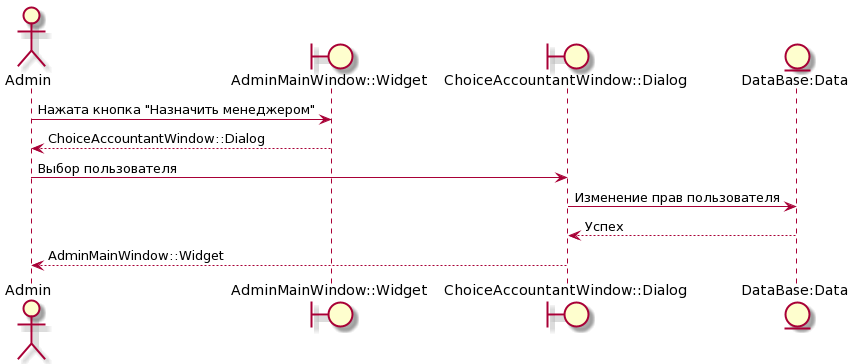 Admin
AdminMainWindow::Widget
ChoiceAccountantWindow::Dialog
DataBase:Data
Нажата кнопка "Назначить менеджером"
ChoiceAccountantWindow::Dialog
Выбор пользователя
Изменение прав пользователя
Успех
AdminMainWindow::Widget
Admin
AdminMainWindow::Widget
ChoiceAccountantWindow::Dialog
DataBase:Data